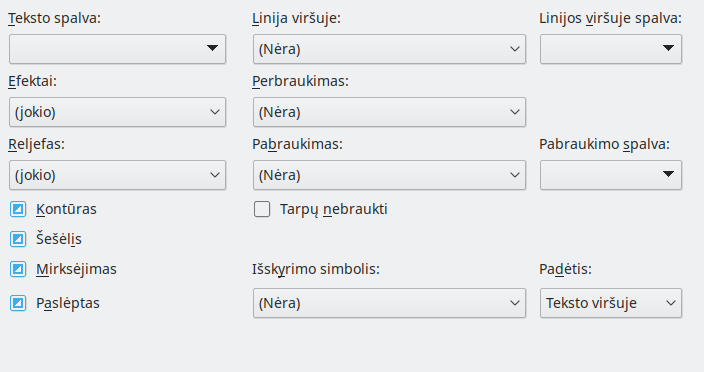 Teksto spalva:
Linija viršuje:
Linijos viršuje spalva:
(Nėra)
Efektai:
Perbraukimas:
(jokio)
(Nėra)
Reljefas:
Pabraukimas:
Pabraukimo spalva:
(jokio)
(Nėra)
Kontūras
Tarpų nebraukti
Šešėlis
Mirksėjimas
Išskyrimo simbolis:
Padėtis:
Paslėptas
(Nėra)
Teksto viršuje